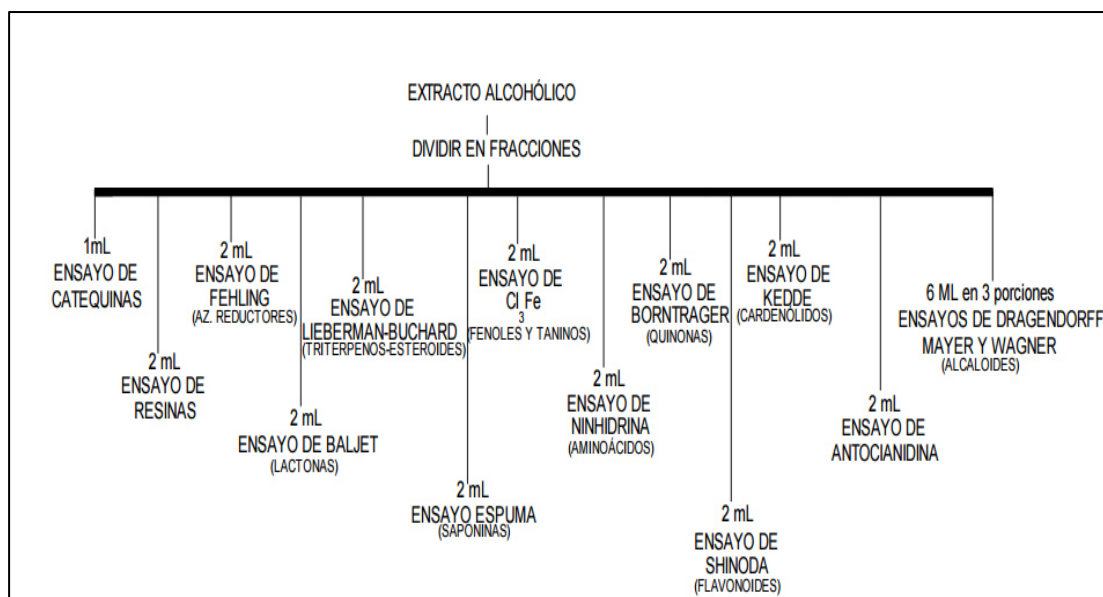 EXTRACTO ALCOHÓLICO
DIVIDIR EN FRACCIONES
1mL
ENSAYO DE
CATEQUINAS
2 mL
ENSAYO DE
RESINAS
2 mL
ENSAYO DE
FEHLING
(AZ. REDUCTORES)
2 mL
ENSAYO DE BALJET
(LACTONAS)
2 mL
ENSAYO DE
LIEBERMAN-BUCHARD
(TRITERPENOS-ESTEROIDES)
2 mL
ENSAYO ESPUMA
(SAPONINAS)
2 mL
ENSAYO DE
Cl Fe
3
(FENOLES Y TANINOS)
2 mL
ENSAYO DE
NINHIDRINA
(AMINOÁCIDOS)
2 mL
ENSAYO DE
BORNTRAGER
(QUINONAS)
2 mL
ENSAYO DE
SHINODA
(FLAVONOIDES)
2 mL
ENSAYO DE
KEDDE
(CARDENÓLIDOS)
2 mL
ENSAYO DE
ANTOCIANIDINA
6 ML en 3 porciones
ENSAYOS DE DRAGENDORFF
MAYER Y WAGNER
(ALCALOIDES)